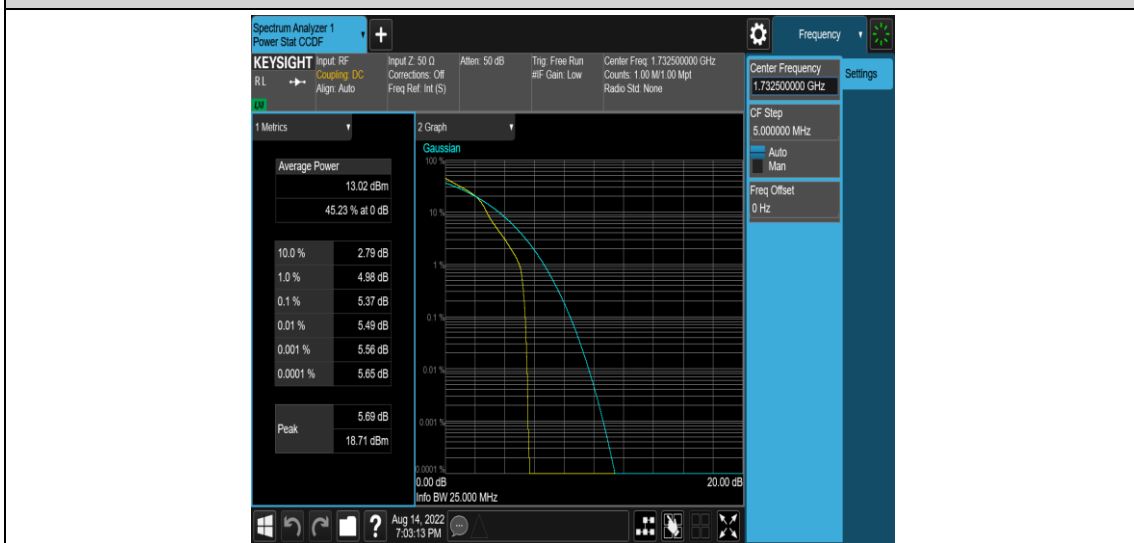 Spectrum Analyzer 1
Power Stat CCDF
+
Frequency
KEYSIGHT
RL
LXI
Input: RF
Coupling: DC
Align: Auto
Input Z: 50 Ω
Corrections: Off
Freq Ref: Int (S)
Atten: 50 dB
Trig: Free Run
#IF Gain: Low
Center Freq: 1.732500000 GHz
Counts: 1.00 M/1.00 Mpt
Radio Std: None
Center Frequency
1.732500000 GHz
Settings
CF Step
5.000000 MHz
Auto
Man
Freq Offset
0 Hz
1 Metrics
Average Power
13.02 dBm
45.23 % at 0 dB
10.0 % 2.79 dB
1.0 % 4.98 dB
0.1 % 5.37 dB
0.01 % 5.49 dB
0.001 % 5.56 dB
0.0001 % 5.65 dB
Peak
5.69 dB
18.71 dBm
2 Graph
Gaussian
100 %
10 %
1 %
0.1 %
0.01 %
0.001 %
0.0001 %
0.00 dB 20.00 dB
Info BW 25.000 MHz
?
Aug 14, 2022
7:03:13 PM